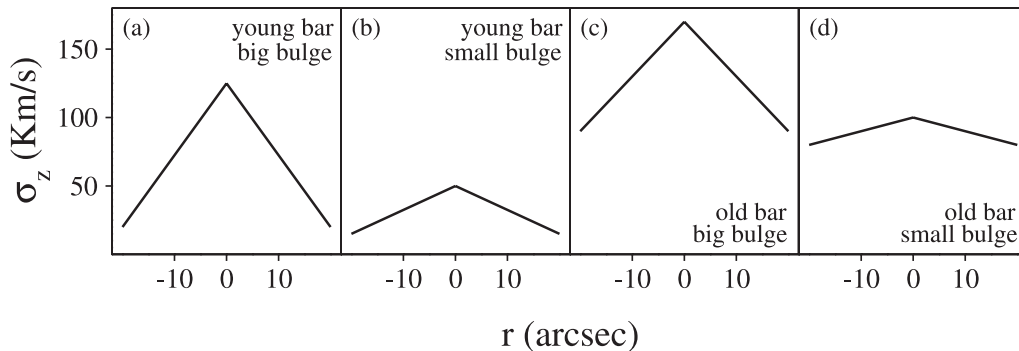 (a) young bar
big bulge
(b) young bar
small bulge
(c)
old bar
big bulge
(d)
old bar
small bulge
σz (Km/s)
150
100
50
-10 0 10
-10 0 10
-10 0 10
-10 0 10
r (arcsec)